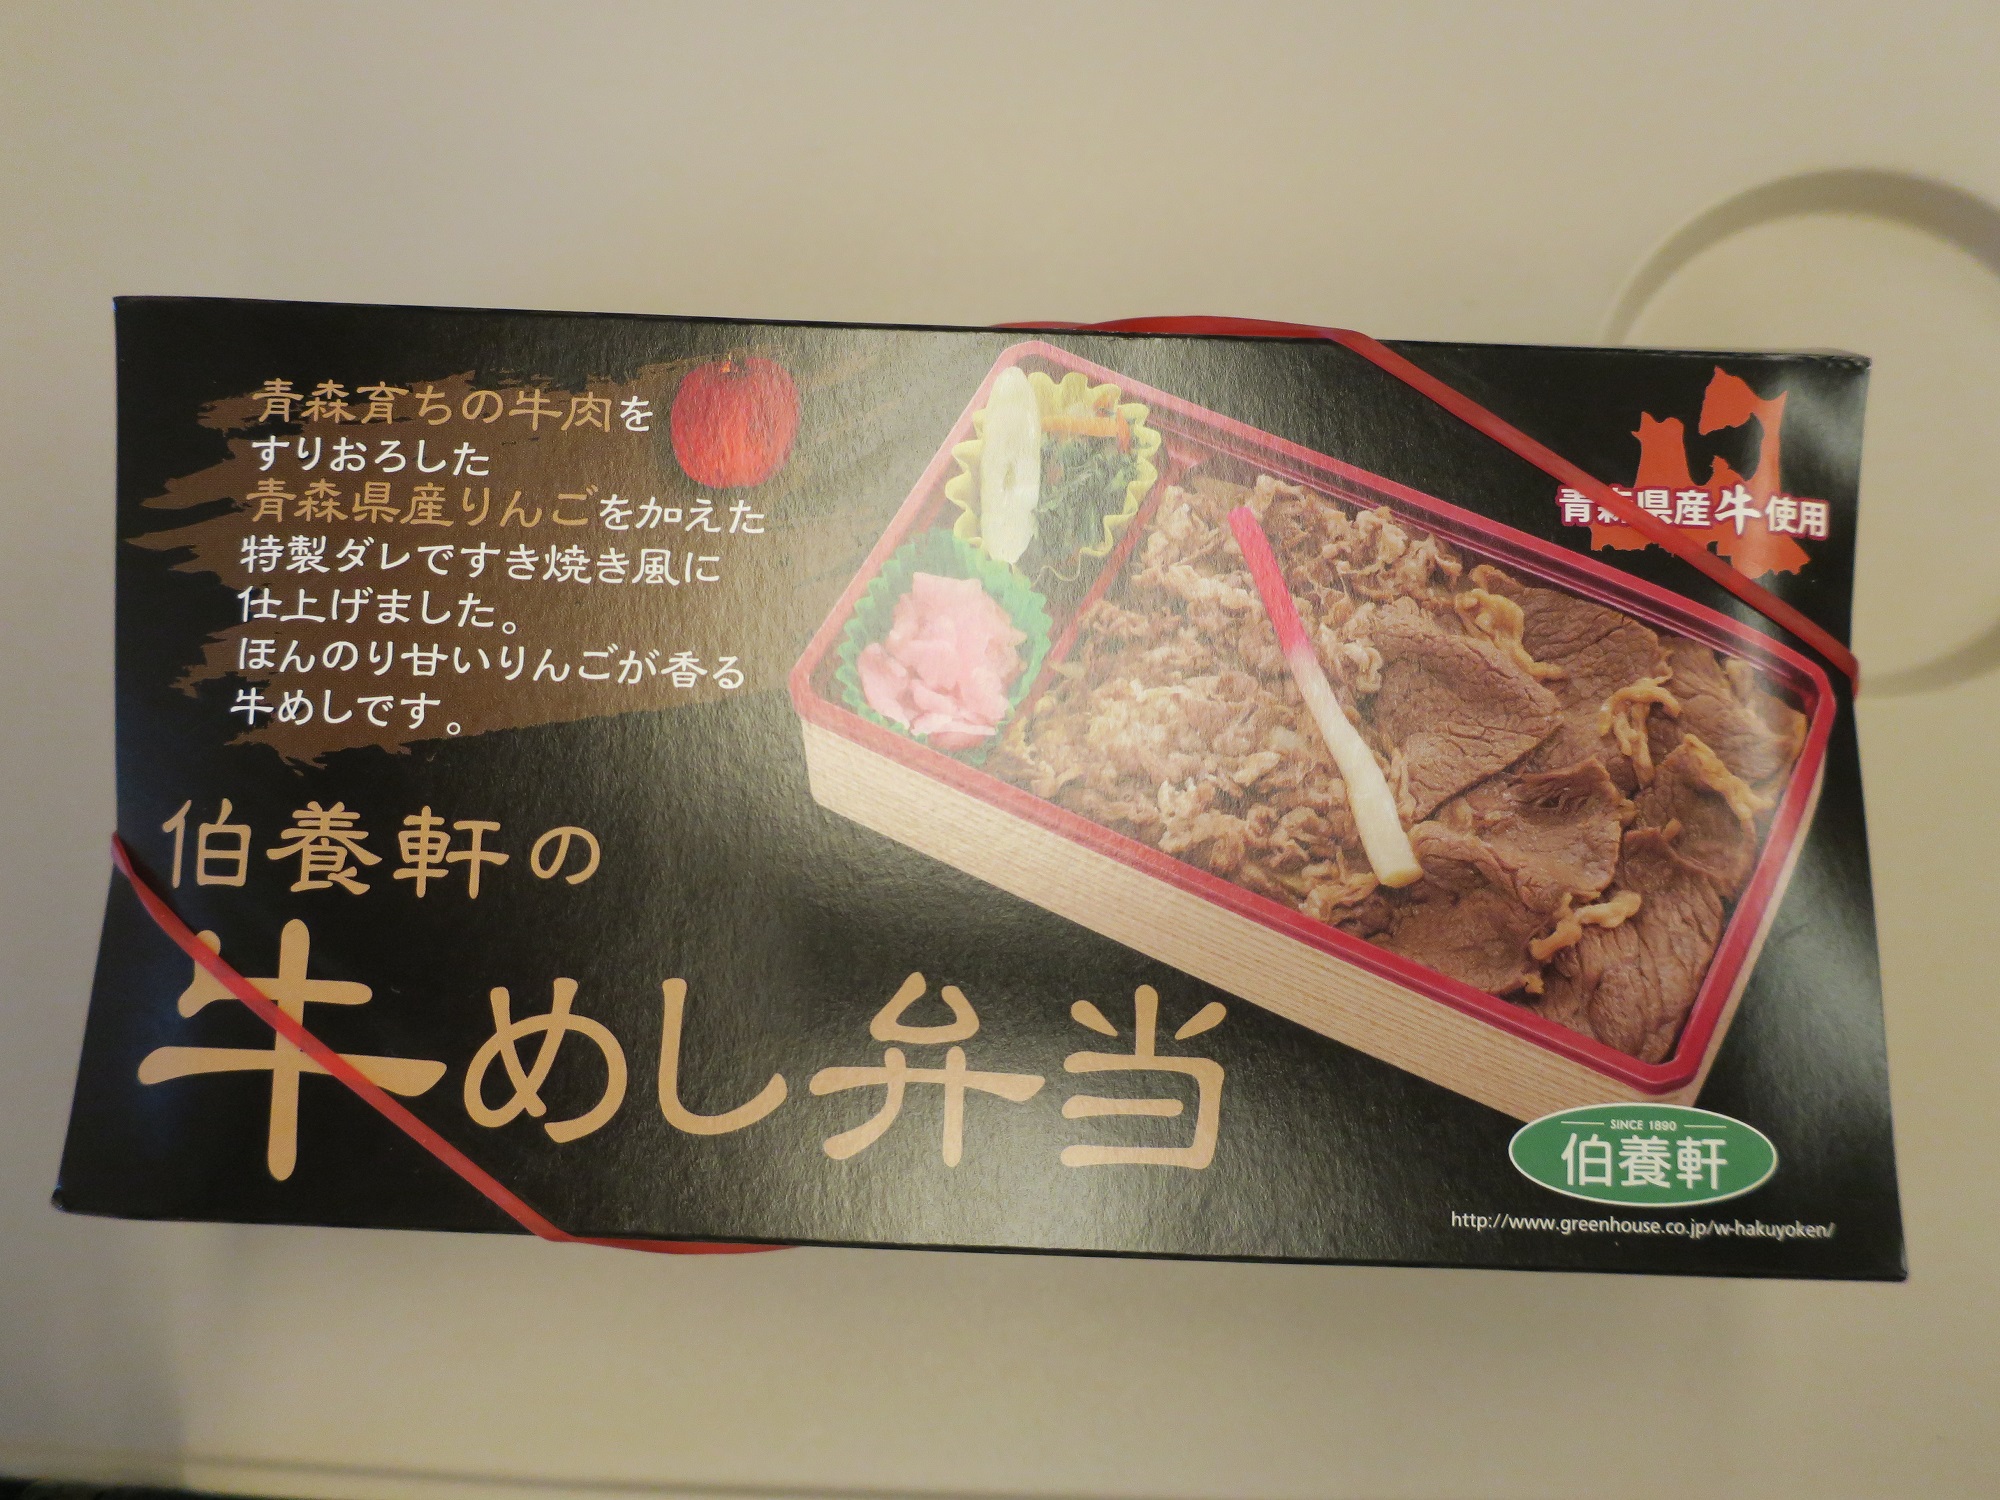 青森育ちの牛肉を
すりおろした
青森県産りんごを加えた
特製ダレですき焼き風に
仕上げました。
ほんのり甘いりんごが香る
牛めしです。
伯養軒の
牛めし弁当
青森県産牛使用
SINCE 1890
伯養軒
http://www.greenhouse.co.jp/w-hakuyoken/